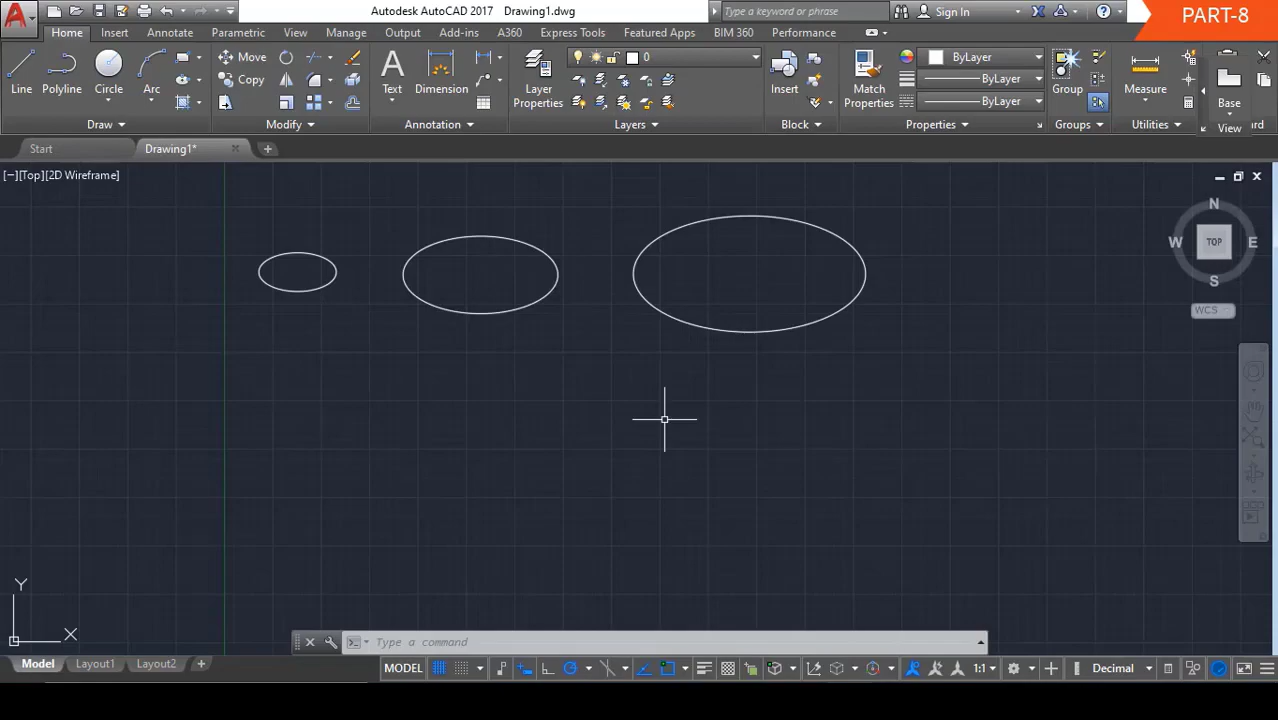 Autodesk AutoCAD 2017 Drawing1.dwg
Type a keyword or phrase
Sign In
PART-8
Home Insert Annotate Parametric View Manage Output Add-ins A360 Express Tools Featured Apps BIM 360 Performance
Line Polyline Circle Arc
Move
Copy
Text Dimension
Layer
Properties
0
Insert
Match
Properties
ByLayer
ByLayer
ByLayer
Group
Measure
Base
Draw Modify Annotation Layers Block Properties Groups Utilities View
Start Drawing1*
[−][Top][2D Wireframe]
N
W TOP E
S
WCS
Y
X
Type a command
Model Layout1 Layout2
MODEL 1:1 Decimal